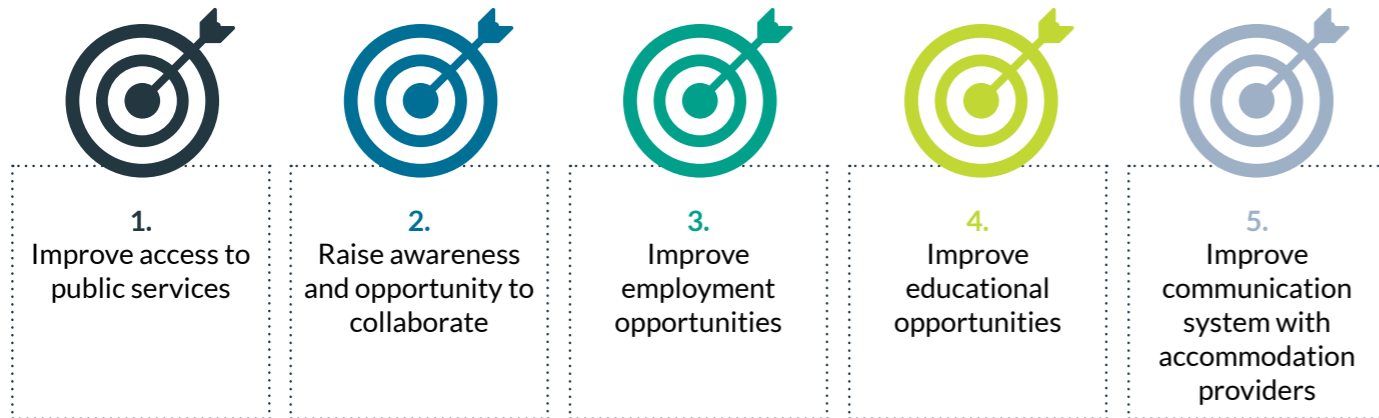 1.
Improve access to
public services
2.
Raise awareness
and opportunity to
collaborate
3.
Improve
employment
opportunities
4.
Improve
educational
opportunities
5.
Improve
communication
system with
accommodation
providers